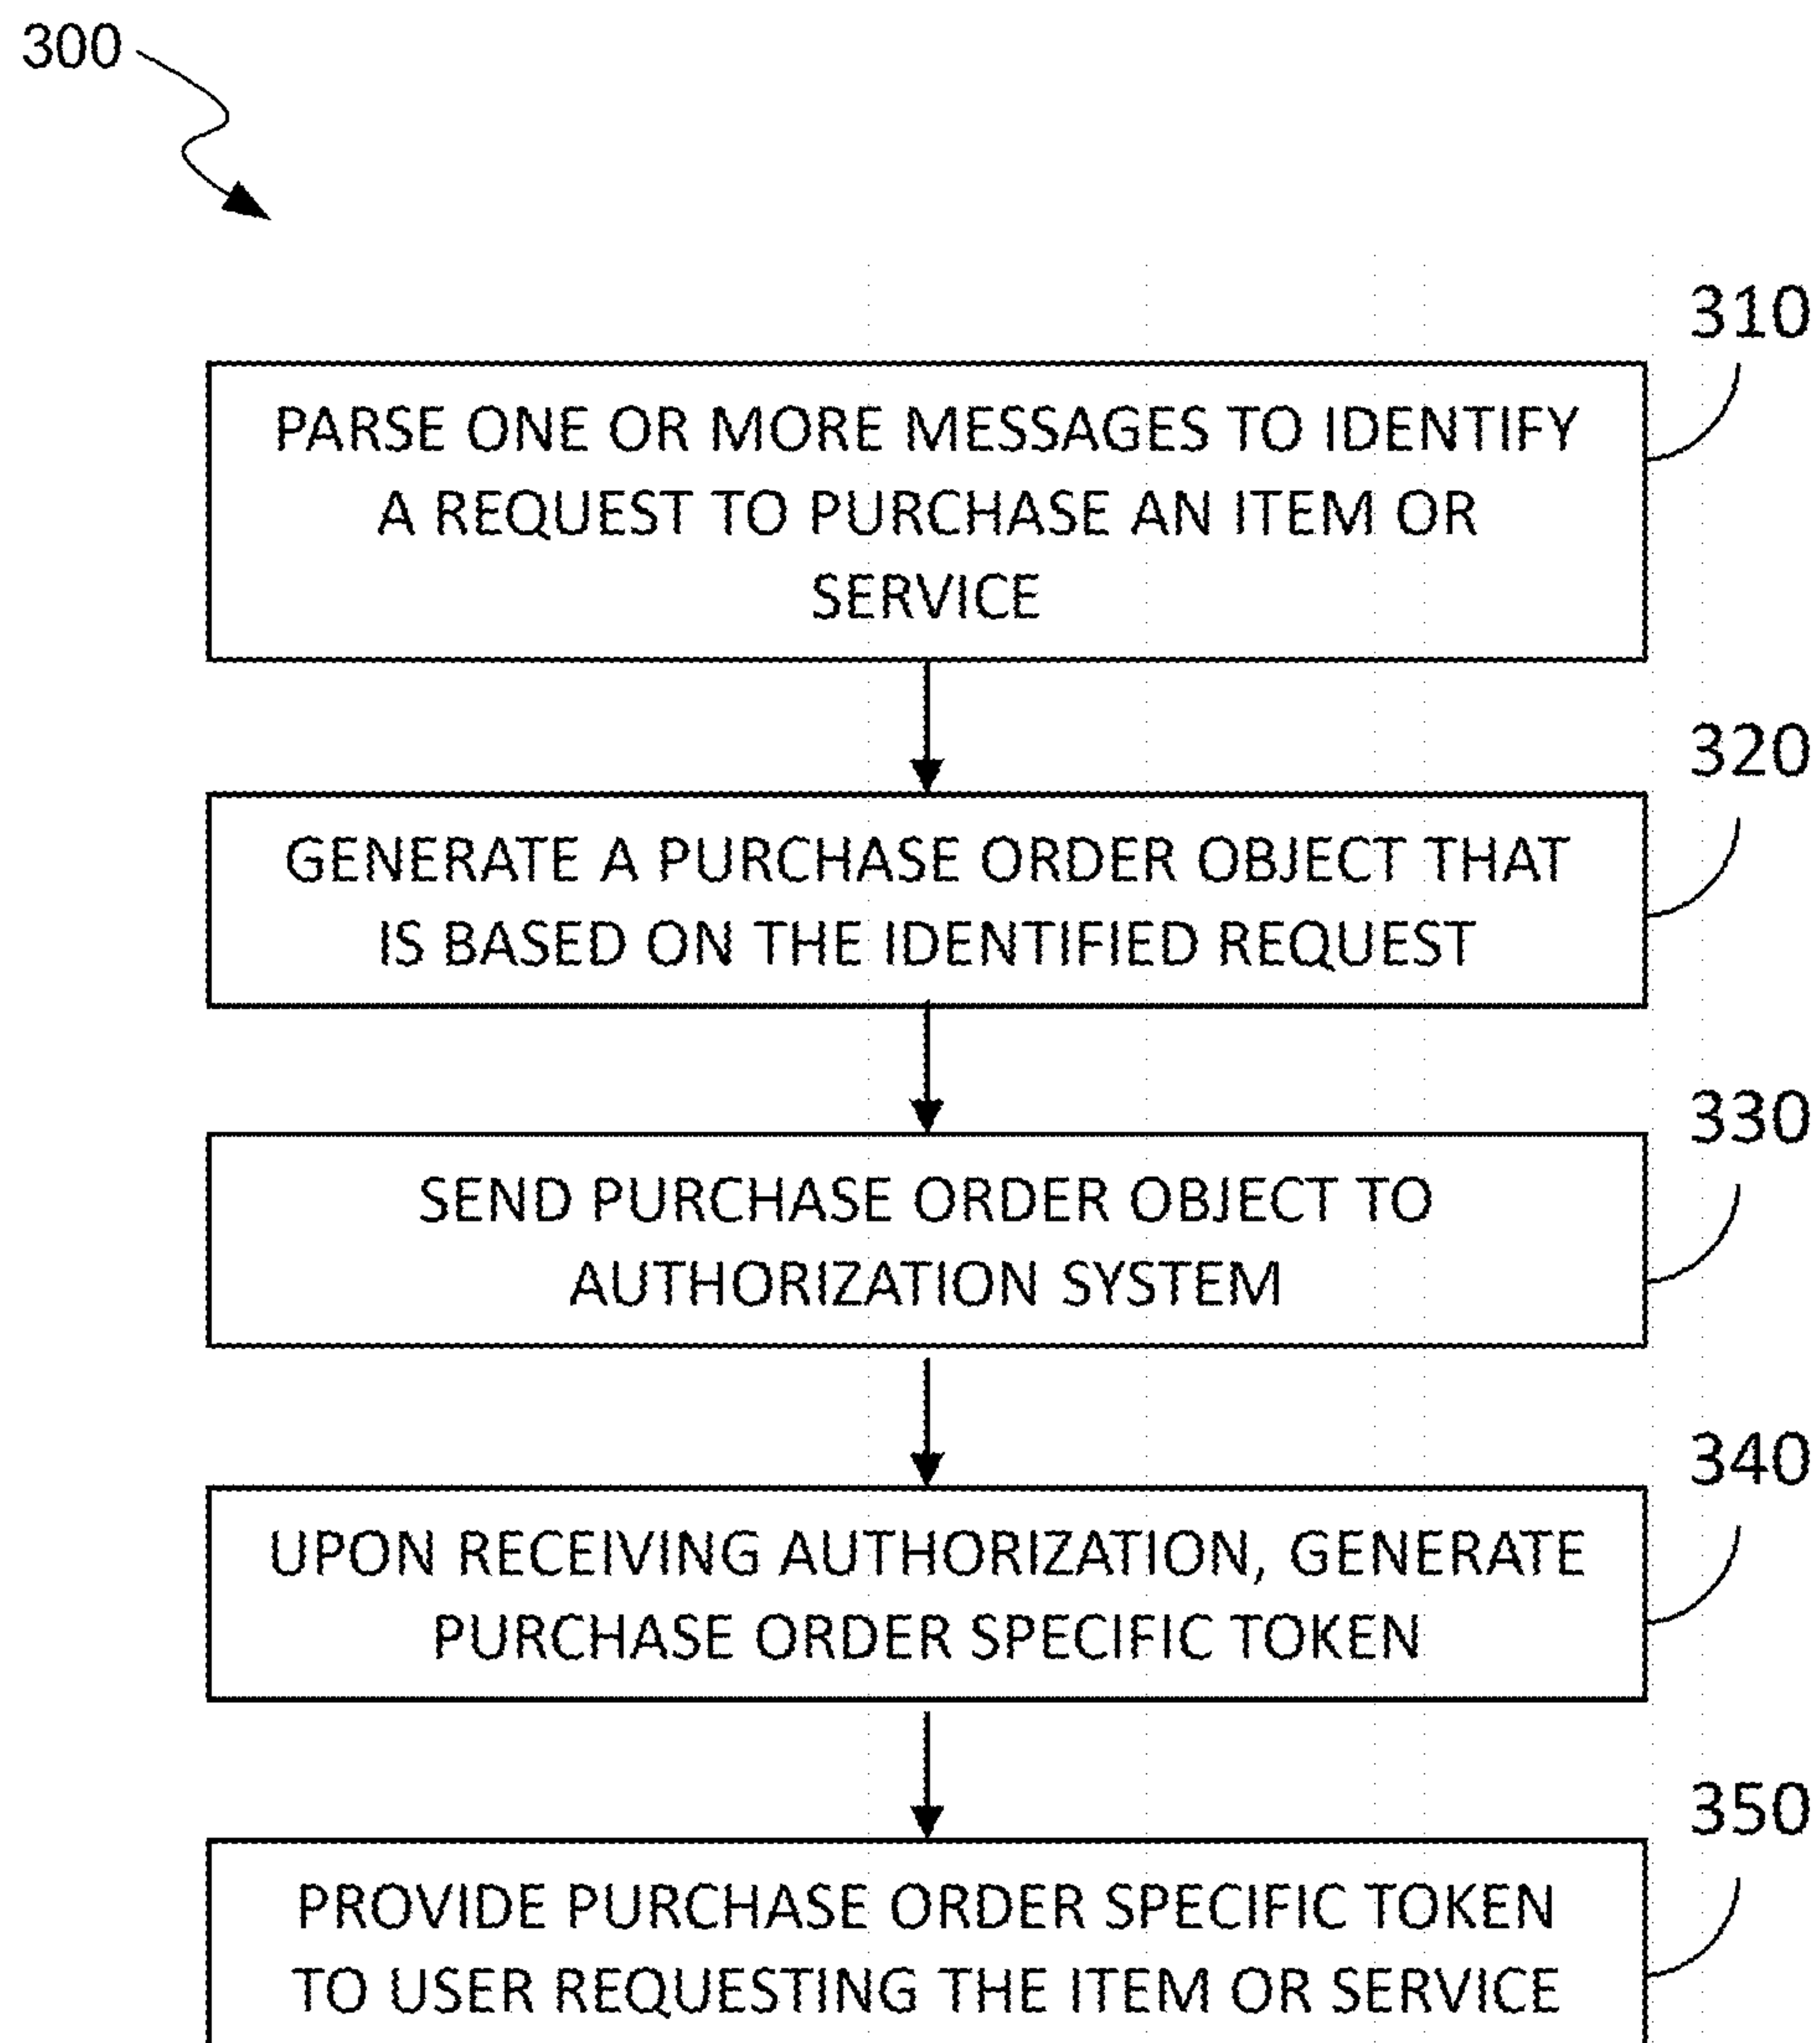 300
310
PARSE ONE OR MORE MESSAGES TO IDENTIFY
A REQUEST TO PURCHASE AN ITEM OR
SERVICE
320
GENERATE A PURCHASE ORDER OBJECT THAT
IS BASED ON THE IDENTIFIED REQUEST
330
SEND PURCHASE ORDER OBJECT TO
AUTHORIZATION SYSTEM
340
UPON RECEIVING AUTHORIZATION, GENERATE
PURCHASE ORDER SPECIFIC TOKEN
350
PROVIDE PURCHASE ORDER SPECIFIC TOKEN
TO USER REQUESTING THE ITEM OR SERVICE